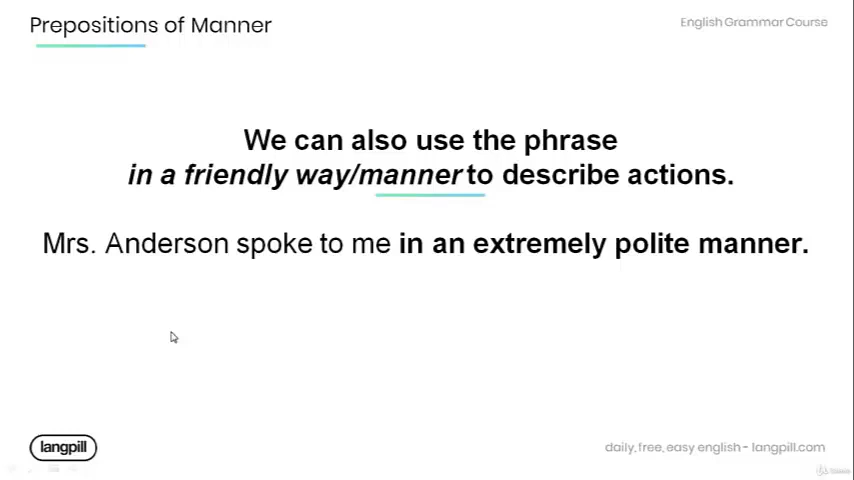 Prepositions of Manner
English Grammar Course
We can also use the phrase
in a friendly way/manner to describe actions.
Mrs. Anderson spoke to me in an extremely polite manner.
langpill
daily, free, easy english - langpill.com